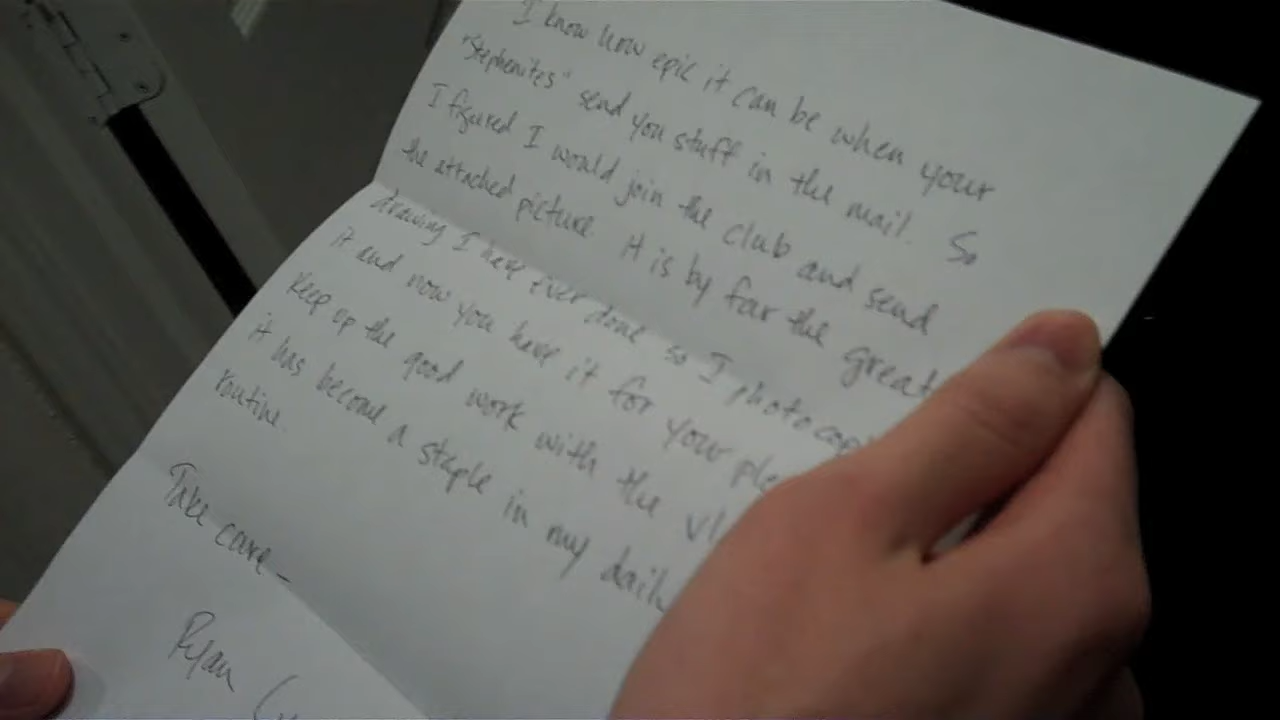 I know how epic it can be when your
"Stephenites" send you stuff in the mail. So
I figured I would join the club and send
the attached picture It is by far the great
drawing I have ever done so I photocop
it and now you have it for your ple
Keep up the good work with the vl
it has become a staple in my dail
routine.
Take care-
Ryan (